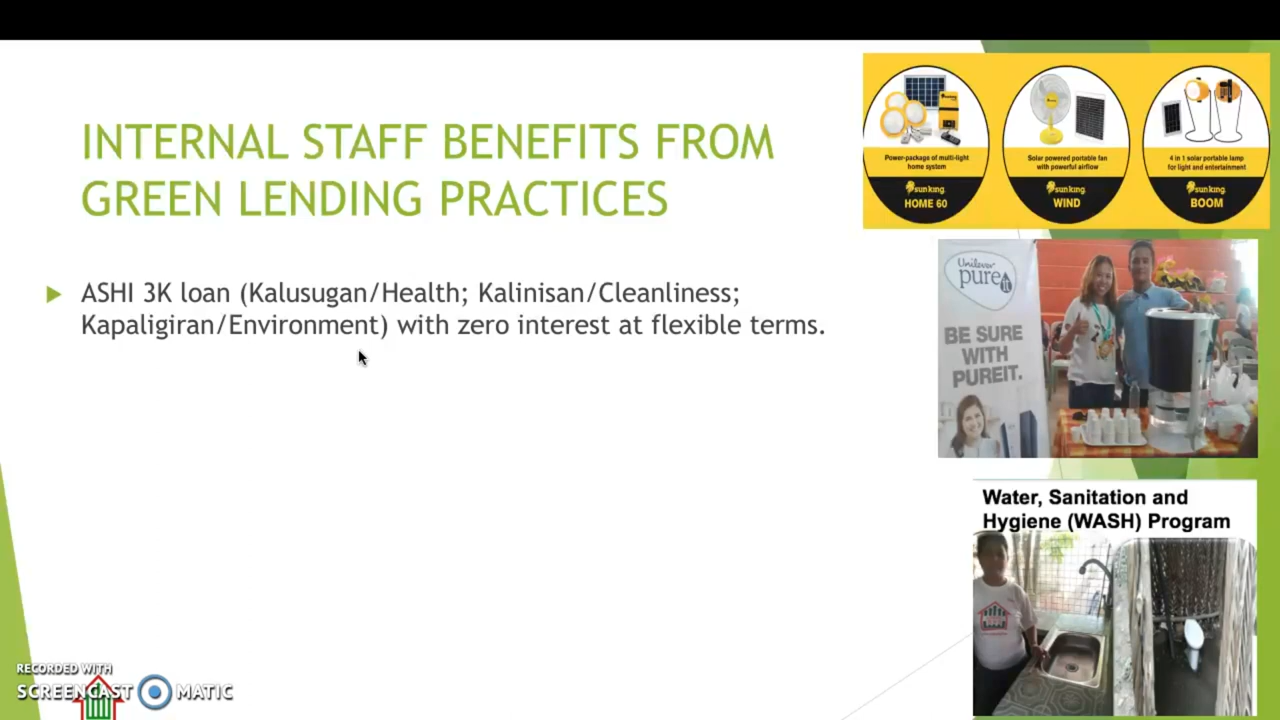 INTERNAL STAFF BENEFITS FROM
GREEN LENDING PRACTICES
ASHI 3K loan (Kalusugan/Health; Kalinisan/Cleanliness;
Kapaligiran/Environment) with zero interest at flexible terms.
Power-package of multi-light
home system
sun king.
HOME 60
Solar powered portable fan
with powerful airflow
sun king.
WIND
4 in 1 solar portable lamp
for light and entertainment
sun king.
BOOM
Unilever
pureit
BE SURE
WITH
PUREIT.
Water, Sanitation and
Hygiene (WASH) Program
RECORDED WITH
SCREENCAST MATIC